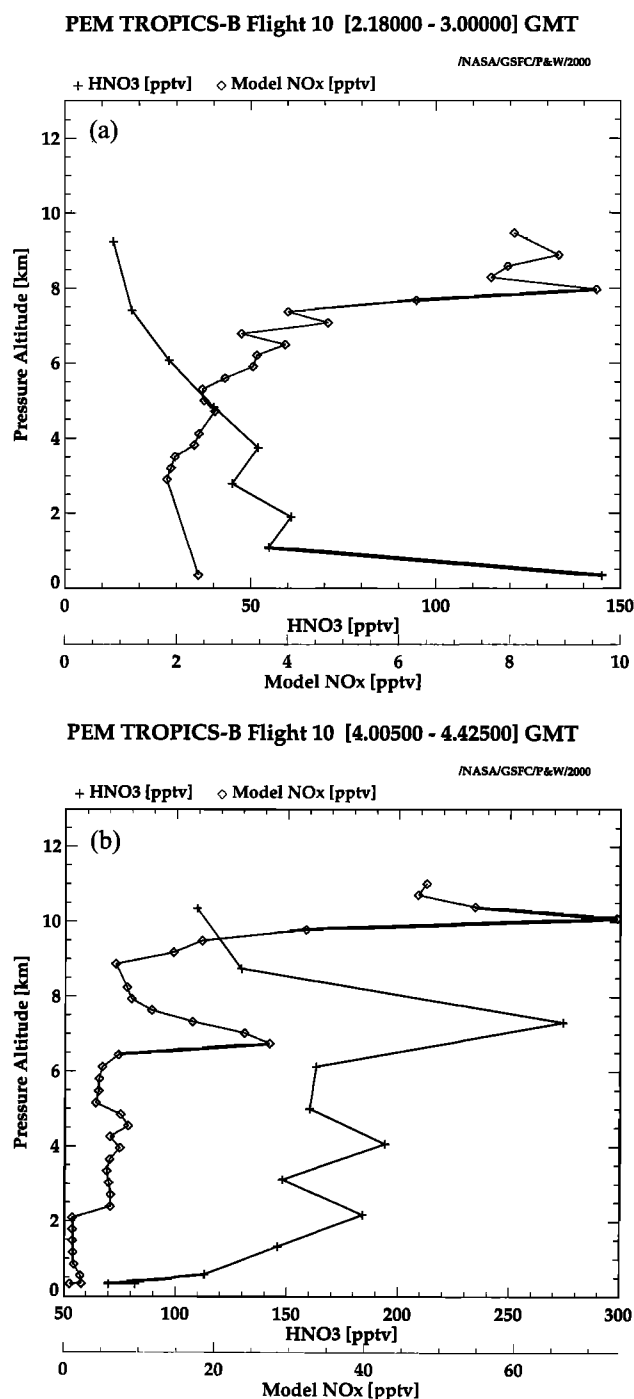 PEM TROPICS-B Flight 10 [2.18000 - 3.00000] GMT
/NASA/GSFC/P&W/2000
+ HNO3 [pptv] ◇ Model NOx [pptv]
(a)
12
10
8
6
4
2
0
Pressure Altitude [km]
0 50 100 150
HNO3 [pptv]
0 2 4 6 8 10
Model NOx [pptv]
PEM TROPICS-B Flight 10 [4.00500 - 4.42500] GMT
/NASA/GSFC/P&W/2000
+ HNO3 [pptv] ◇ Model NOx [pptv]
(b)
12
10
8
6
4
2
0
Pressure Altitude [km]
50 100 150 200 250 300
HNO3 [pptv]
0 20 40 60
Model NOx [pptv]